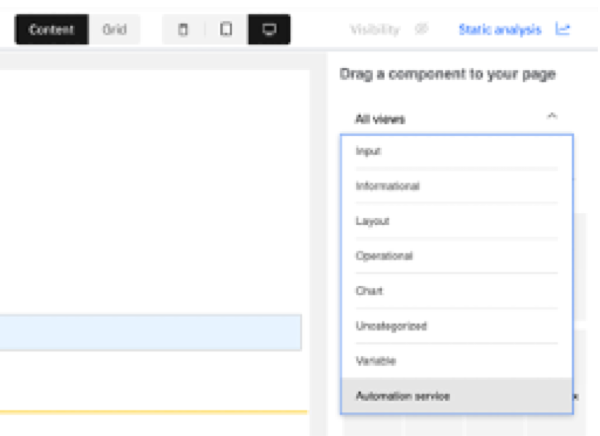 Content
Grid
Visibility
Static analysis
Drag a component to your page
All views
Input
Informational
Layout
Operational
Chart
Uncategorized
Variable
Automation service